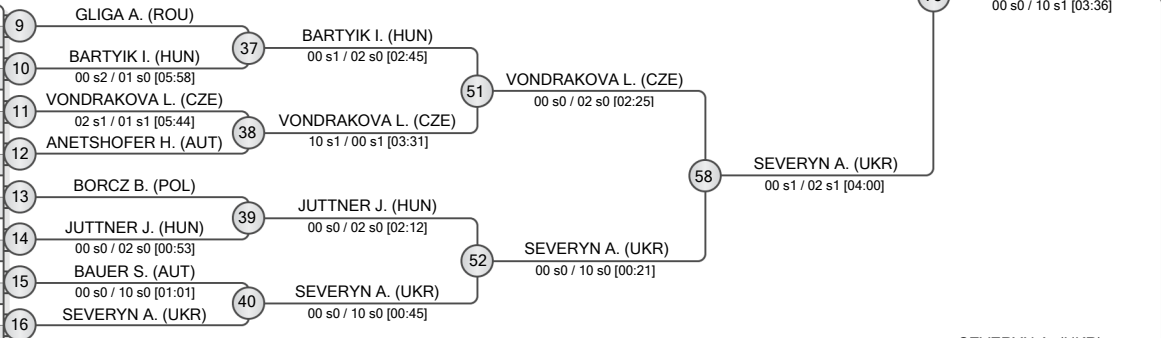 00 s0 / 10 s1 [03:36]
9
GLIGA A. (ROU)
37
BARTYIK I. (HUN)
00 s1 / 02 s0 [02:45]
10
BARTYIK I. (HUN)
00 s2 / 01 s0 [05:58]
51
VONDRAKOVA L. (CZE)
00 s0 / 02 s0 [02:25]
11
VONDRAKOVA L. (CZE)
02 s1 / 01 s1 [05:44]
38
VONDRAKOVA L. (CZE)
10 s1 / 00 s1 [03:31]
12
ANETSHOFER H. (AUT)
58
SEVERYN A. (UKR)
00 s1 / 02 s1 [04:00]
13
BORCZ B. (POL)
39
JUTTNER J. (HUN)
00 s0 / 02 s0 [02:12]
14
JUTTNER J. (HUN)
00 s0 / 02 s0 [00:53]
52
SEVERYN A. (UKR)
00 s0 / 10 s0 [00:21]
15
BAUER S. (AUT)
00 s0 / 10 s0 [01:01]
40
SEVERYN A. (UKR)
00 s0 / 10 s0 [00:45]
16
SEVERYN A. (UKR)